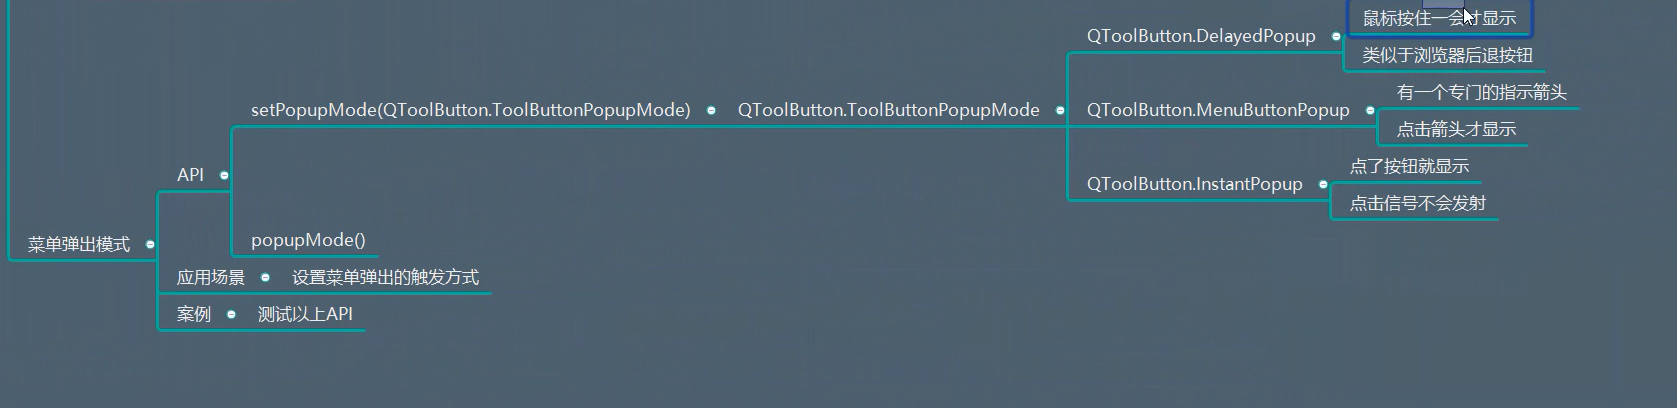 鼠标按住一会才显示
QToolButton.DelayedPopup
类似于浏览器后退按钮
有一个专门的指示箭头
setPopupMode(QToolButton.ToolButtonPopupMode)
QToolButton.ToolButtonPopupMode
QToolButton.MenuButtonPopup
点击箭头才显示
点了按钮就显示
API
QToolButton.InstantPopup
点击信号不会发射
popupMode()
菜单弹出模式
应用场景
设置菜单弹出的触发方式
案例
测试以上API